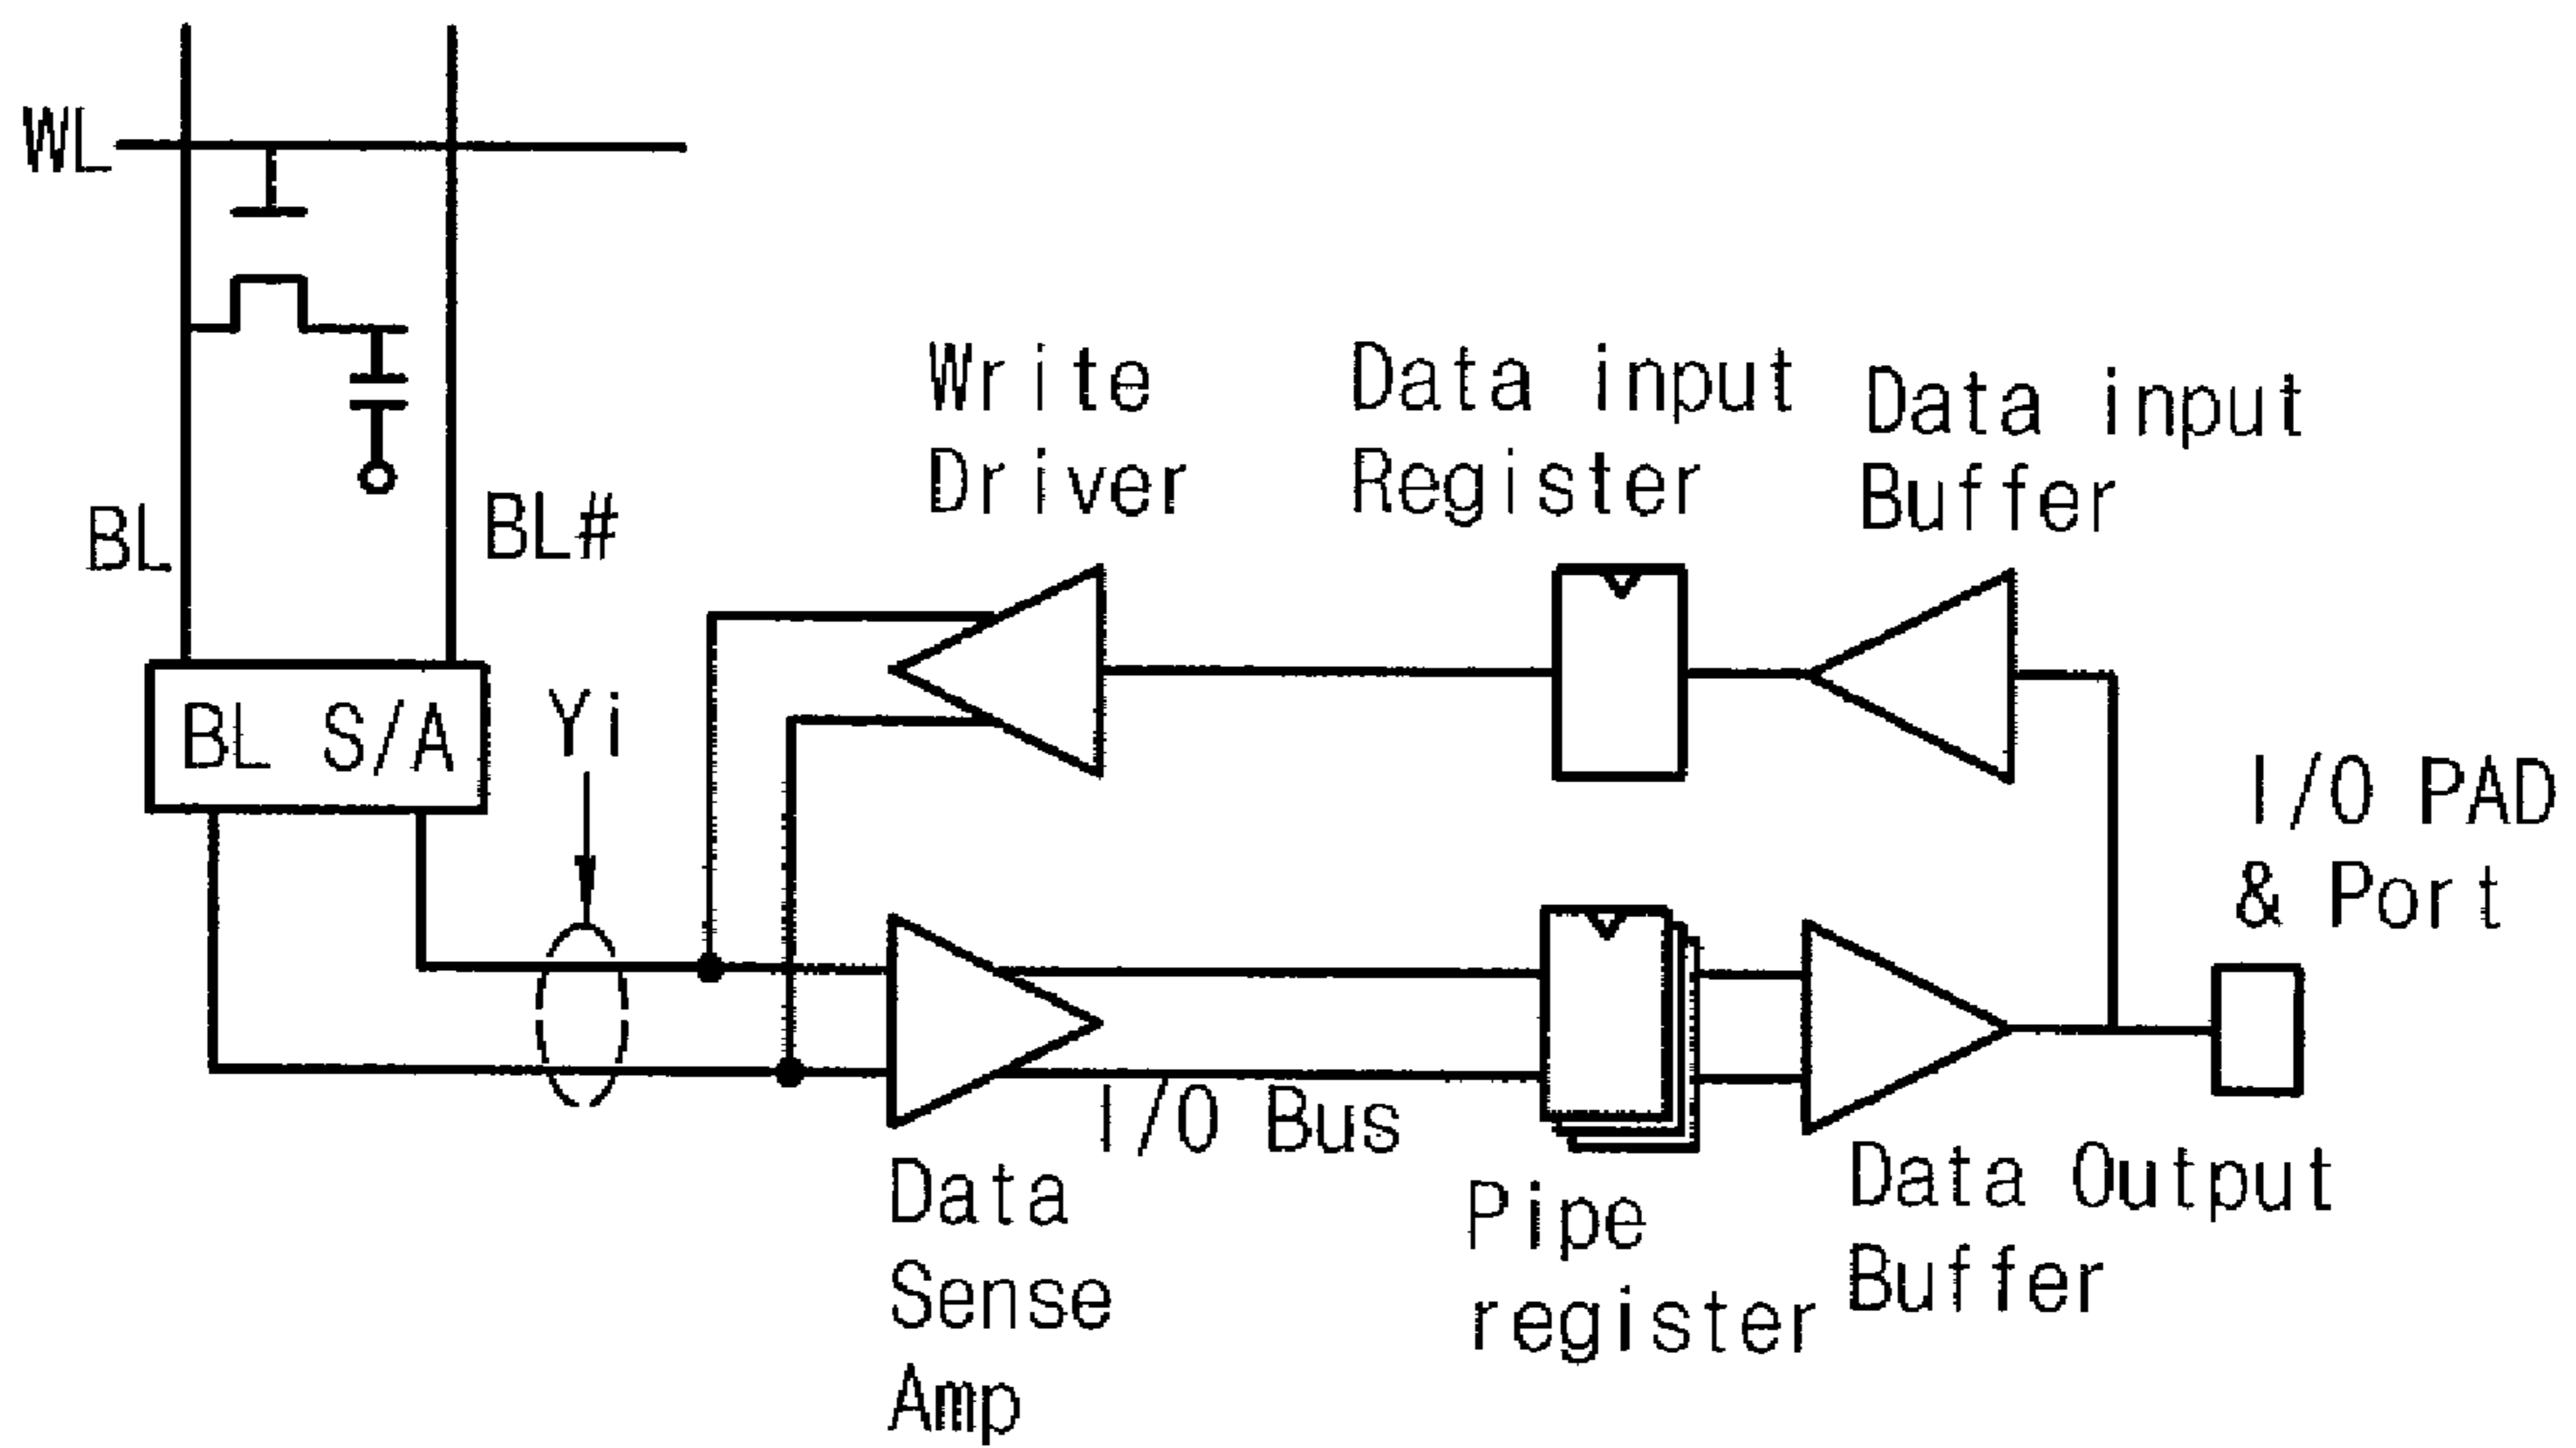 WL
BL
BL#
BL S/A
Yi
Write
Driver
Data input
Register
Data input
Buffer
I/O PAD
& Port
I/O Bus
Data
Sense
Amp
Pipe
register
Data Output
Buffer